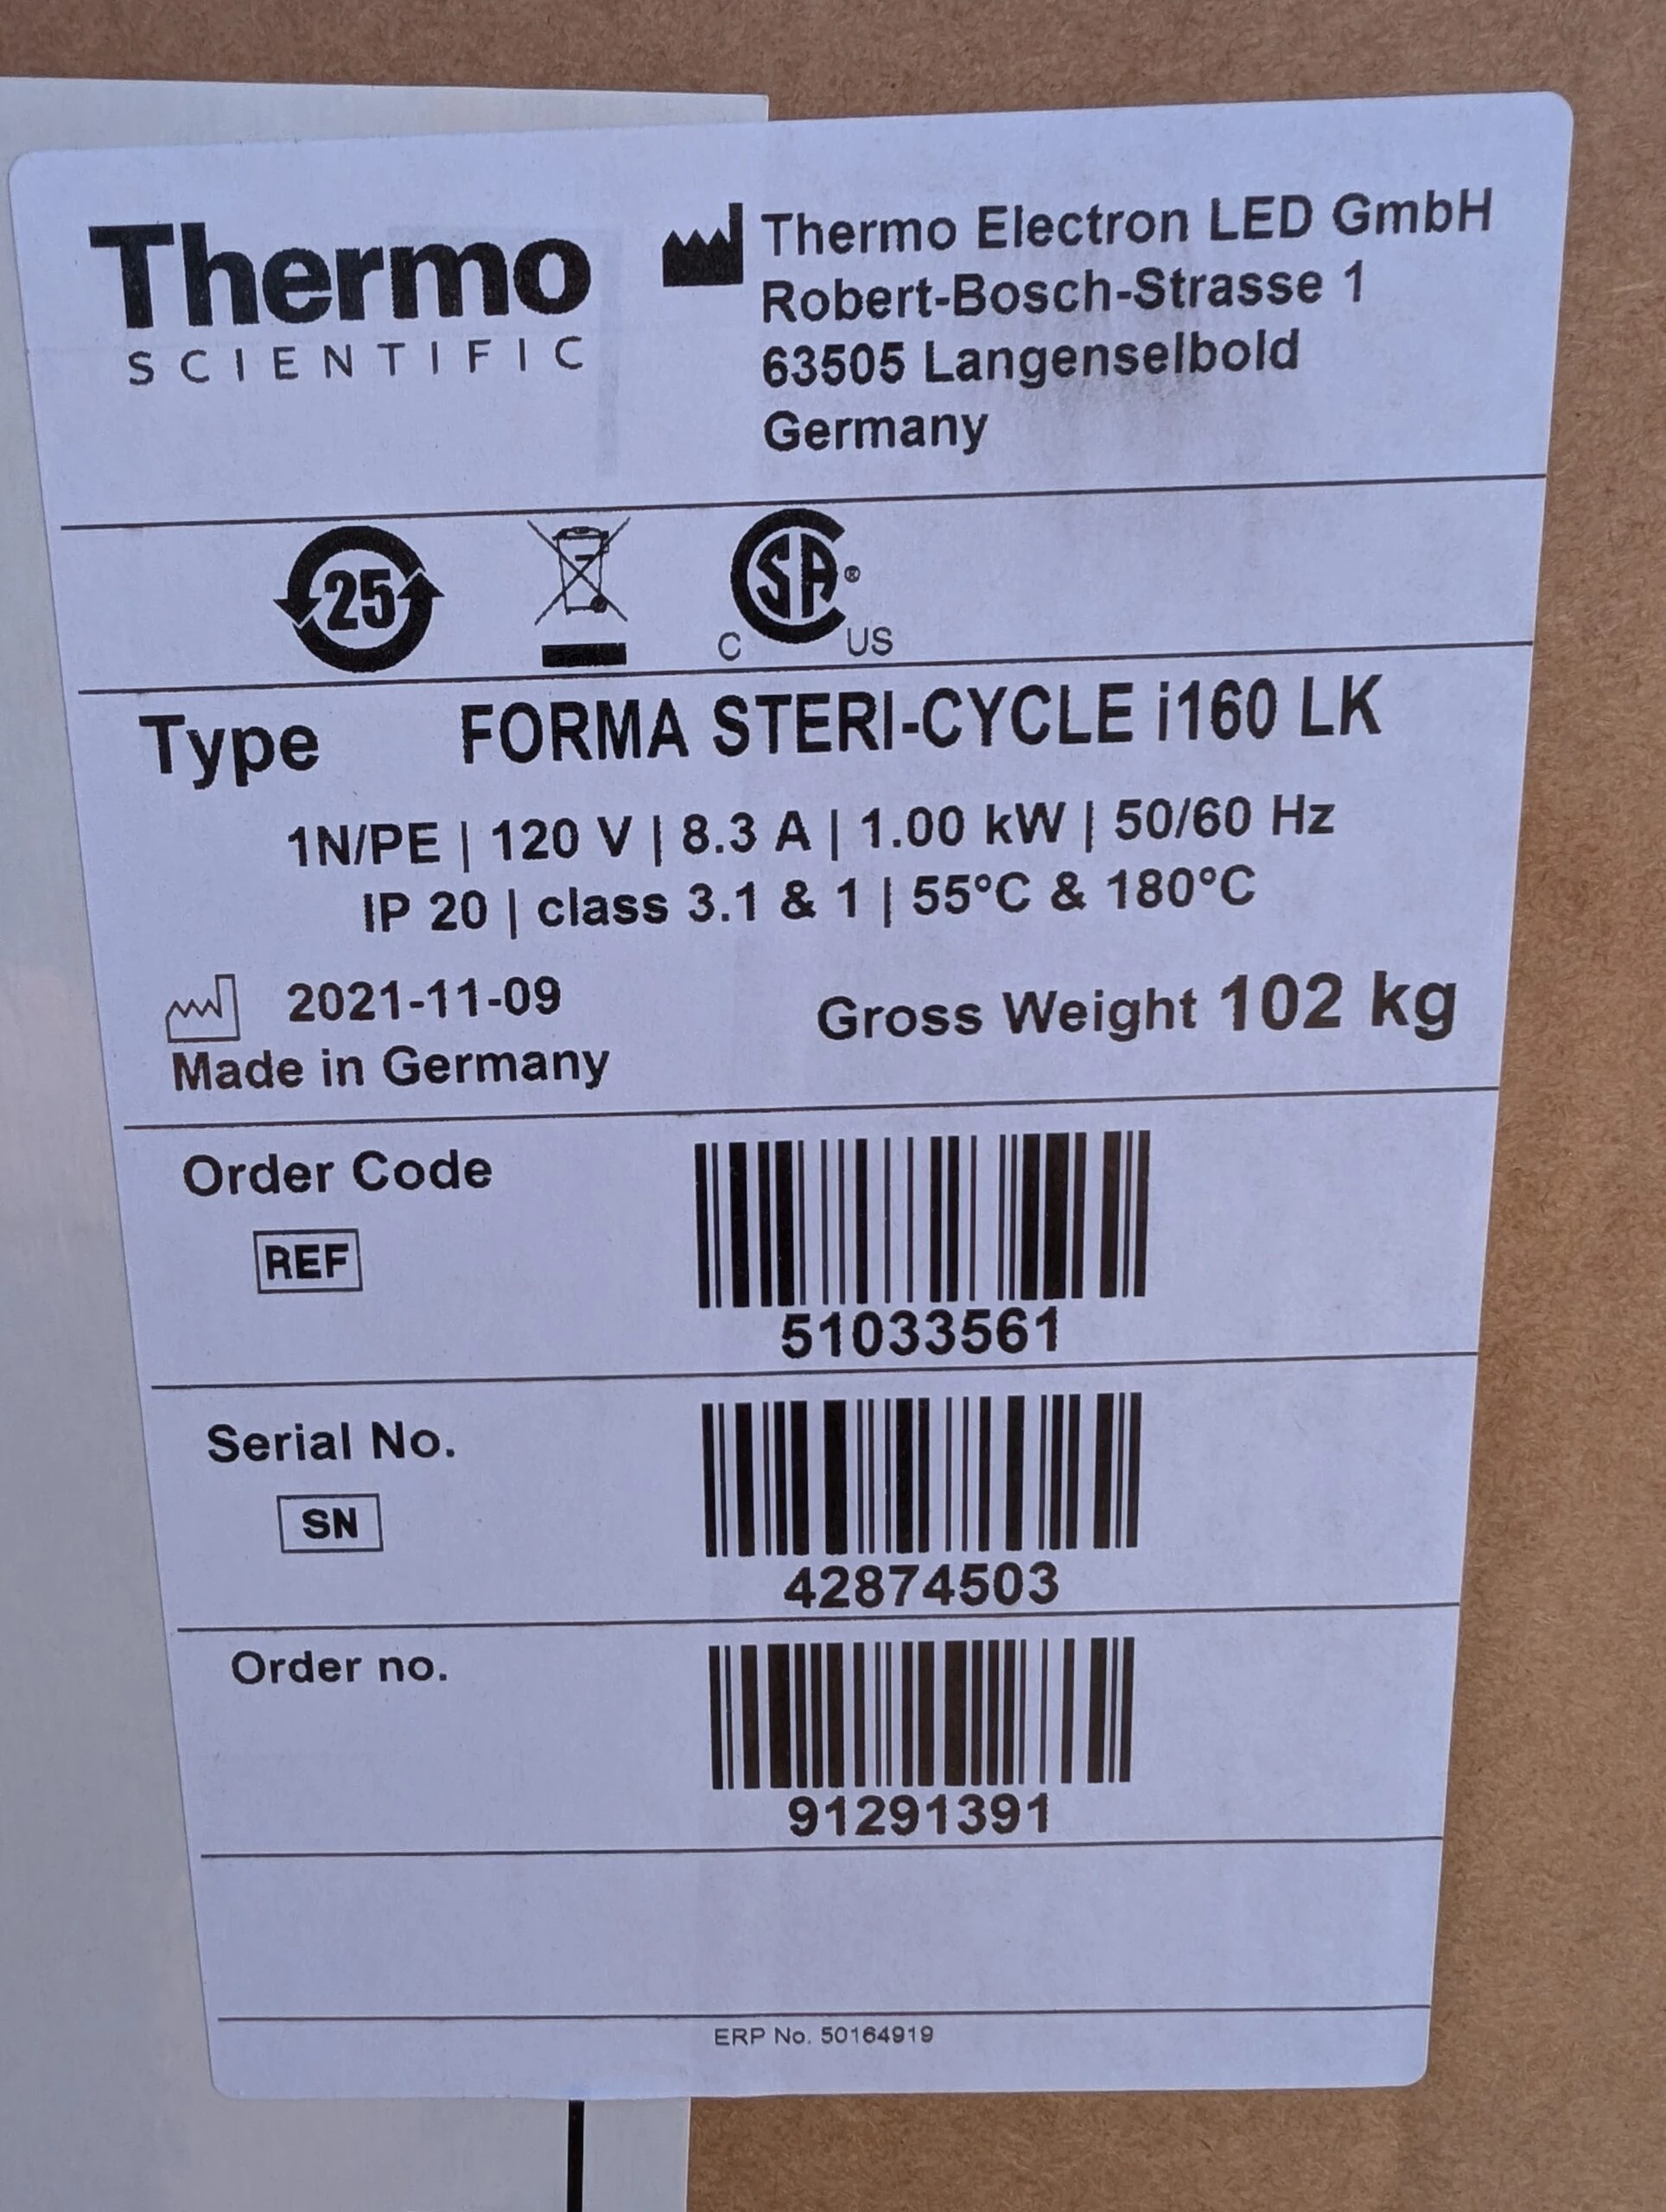 Thermo
SCIENTIFIC
Thermo Electron LED GmbH
Robert-Bosch-Strasse 1
63505 Langenselbold
Germany
25
CSA®
C US
Type FORMA STERI-CYCLE i160 LK
1N/PE | 120 V | 8.3 A | 1.00 kW | 50/60 Hz
IP 20 | class 3.1 & 1 | 55°C & 180°C
2021-11-09
Made in Germany
Gross Weight 102 kg
Order Code
REF
51033561
Serial No.
SN
42874503
Order no.
91291391
ERP No. 50164919